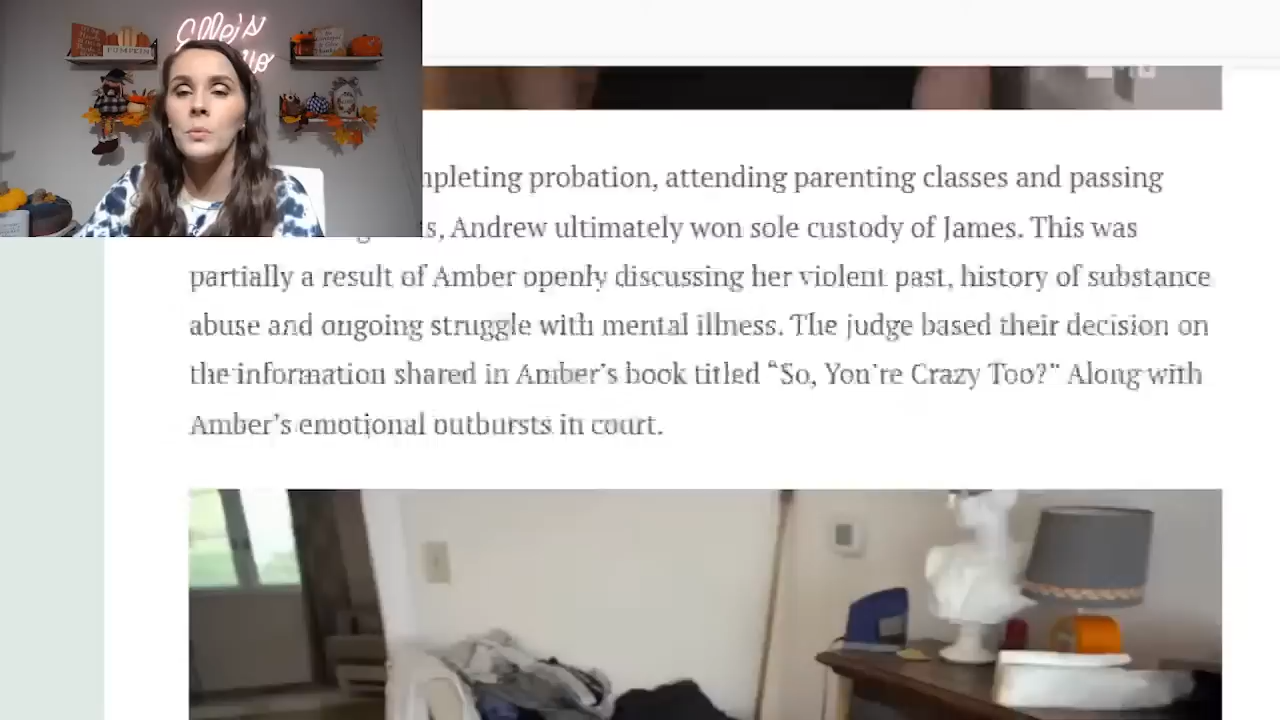 Elle's
PUMPKIN
mpleting probation, attending parenting classes and passing
s, Andrew ultimately won sole custody of James. This was
partially a result of Amber openly discussing her violent past, history of substance
abuse and ongoing struggle with mental illness. The judge based their decision on
the information shared in Amber's book titled “So, You're Crazy Too?” Along with
Amber's emotional outbursts in court.